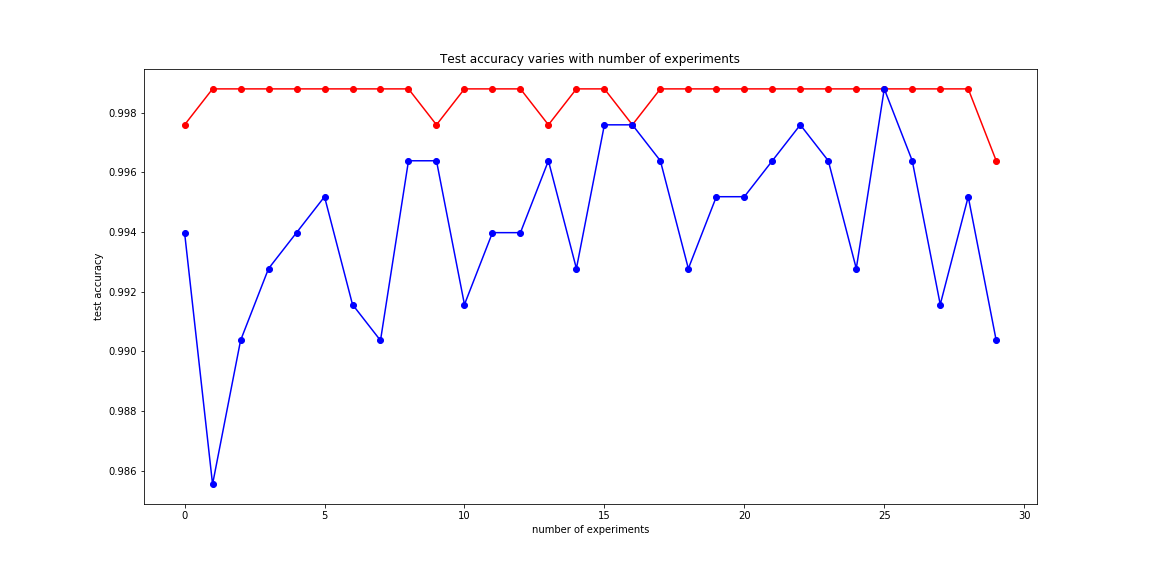 Test accuracy varies with number of experiments
0.998
0.996
0.994
0.992
0.990
0.988
0.986
test accuracy
0 5 10 15 20 25 30
number of experiments